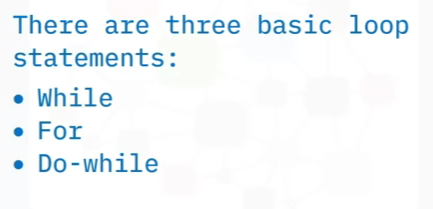 There are three basic loop
statements:
• While
• For
• Do-while